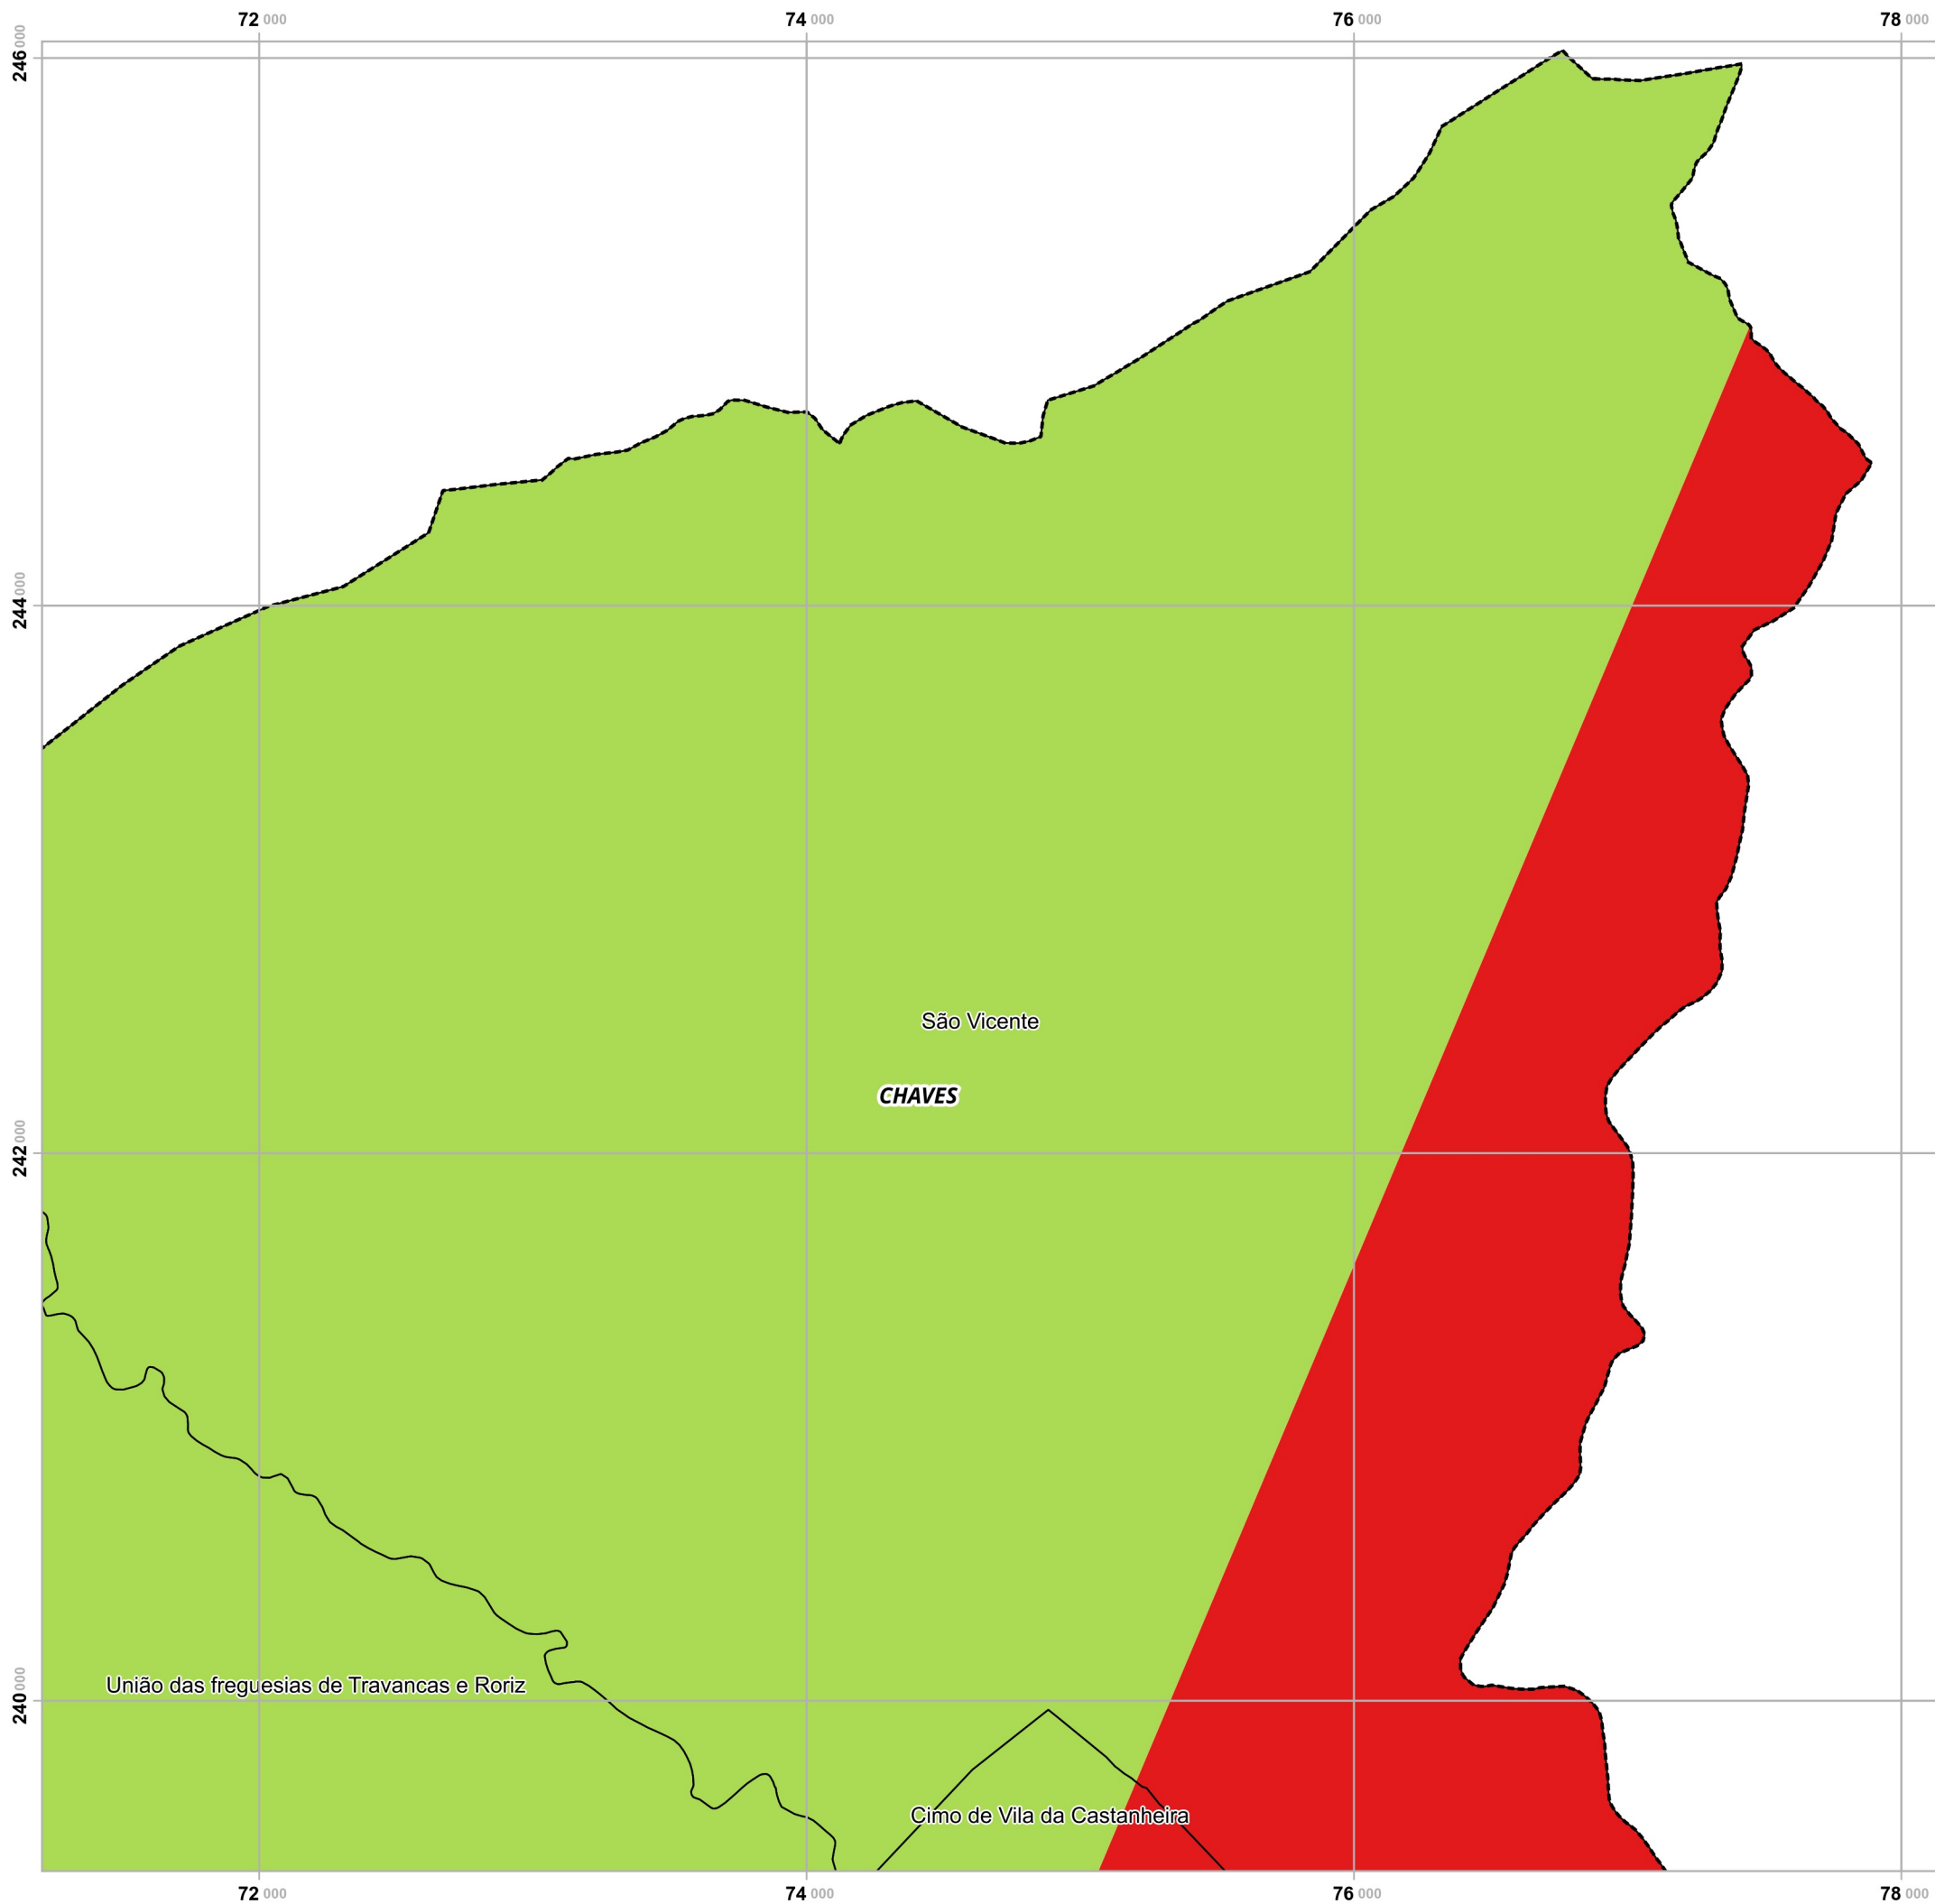 72 000 74 000 76 000 78 000
246 000
244 000
São Vicente
CHAVES
242 000
União das freguesias de Travancas e Roriz
240 000
Cimo de Vila da Castanheira
72 000 74 000 76 000 78 000